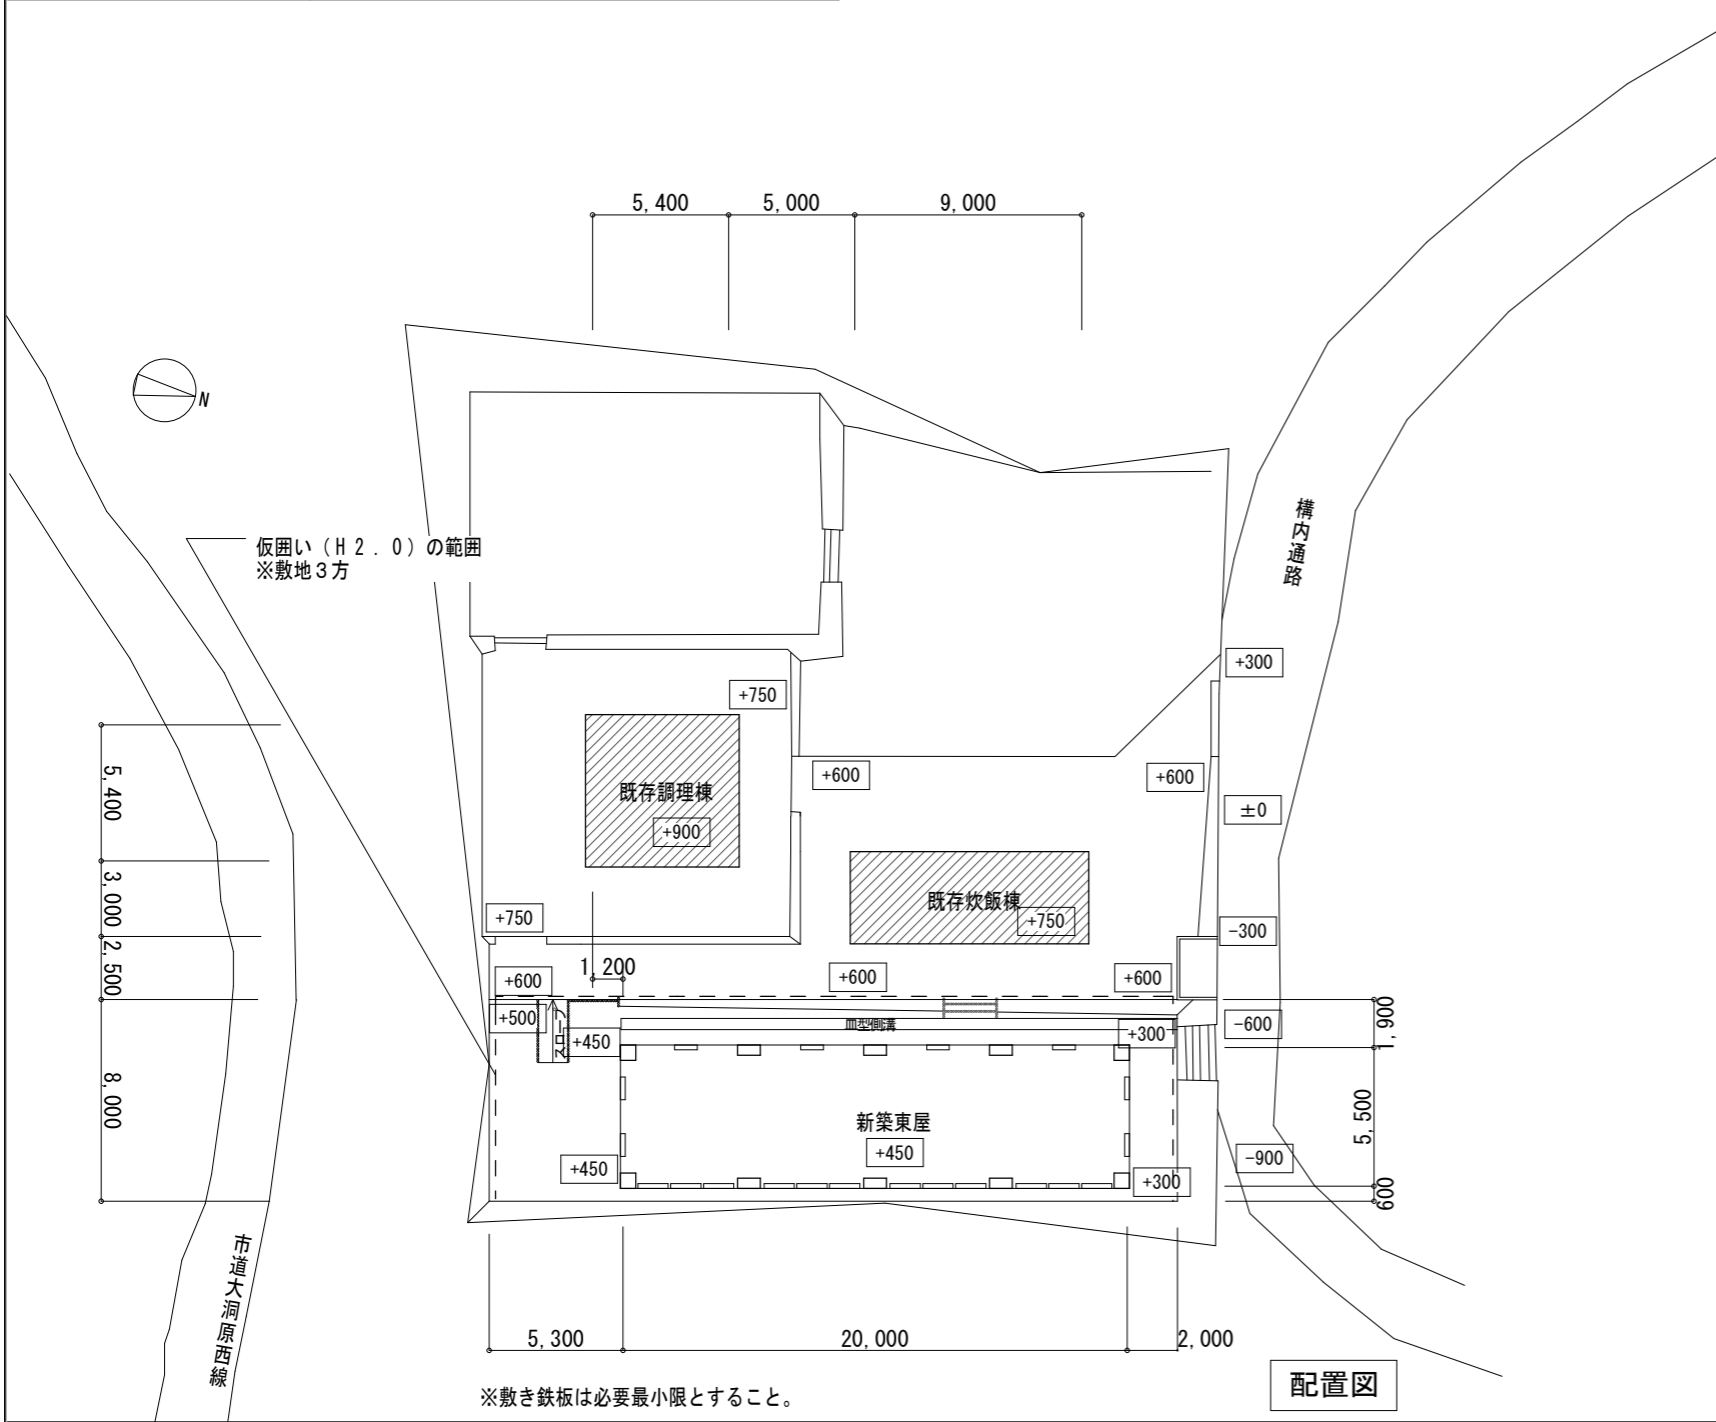 5,400
5,000
9,000
N
仮囲い（H2.0）の範囲
※敷地3方
構内通路
+300
+750
+600
+600
±0
既存調理棟
+900
既存炊飯棟
+750
+750
-300
5,400
3,000
2,500
8,000
+600
1,200
+600
+600
+500
スロープ
+450
皿型側溝
+300
-600
1,900
新築東屋
+450
5,500
+450
+300
-900
600
市道大洞原西線
5,300
20,000
2,000
※敷き鉄板は必要最小限とすること。
配置図